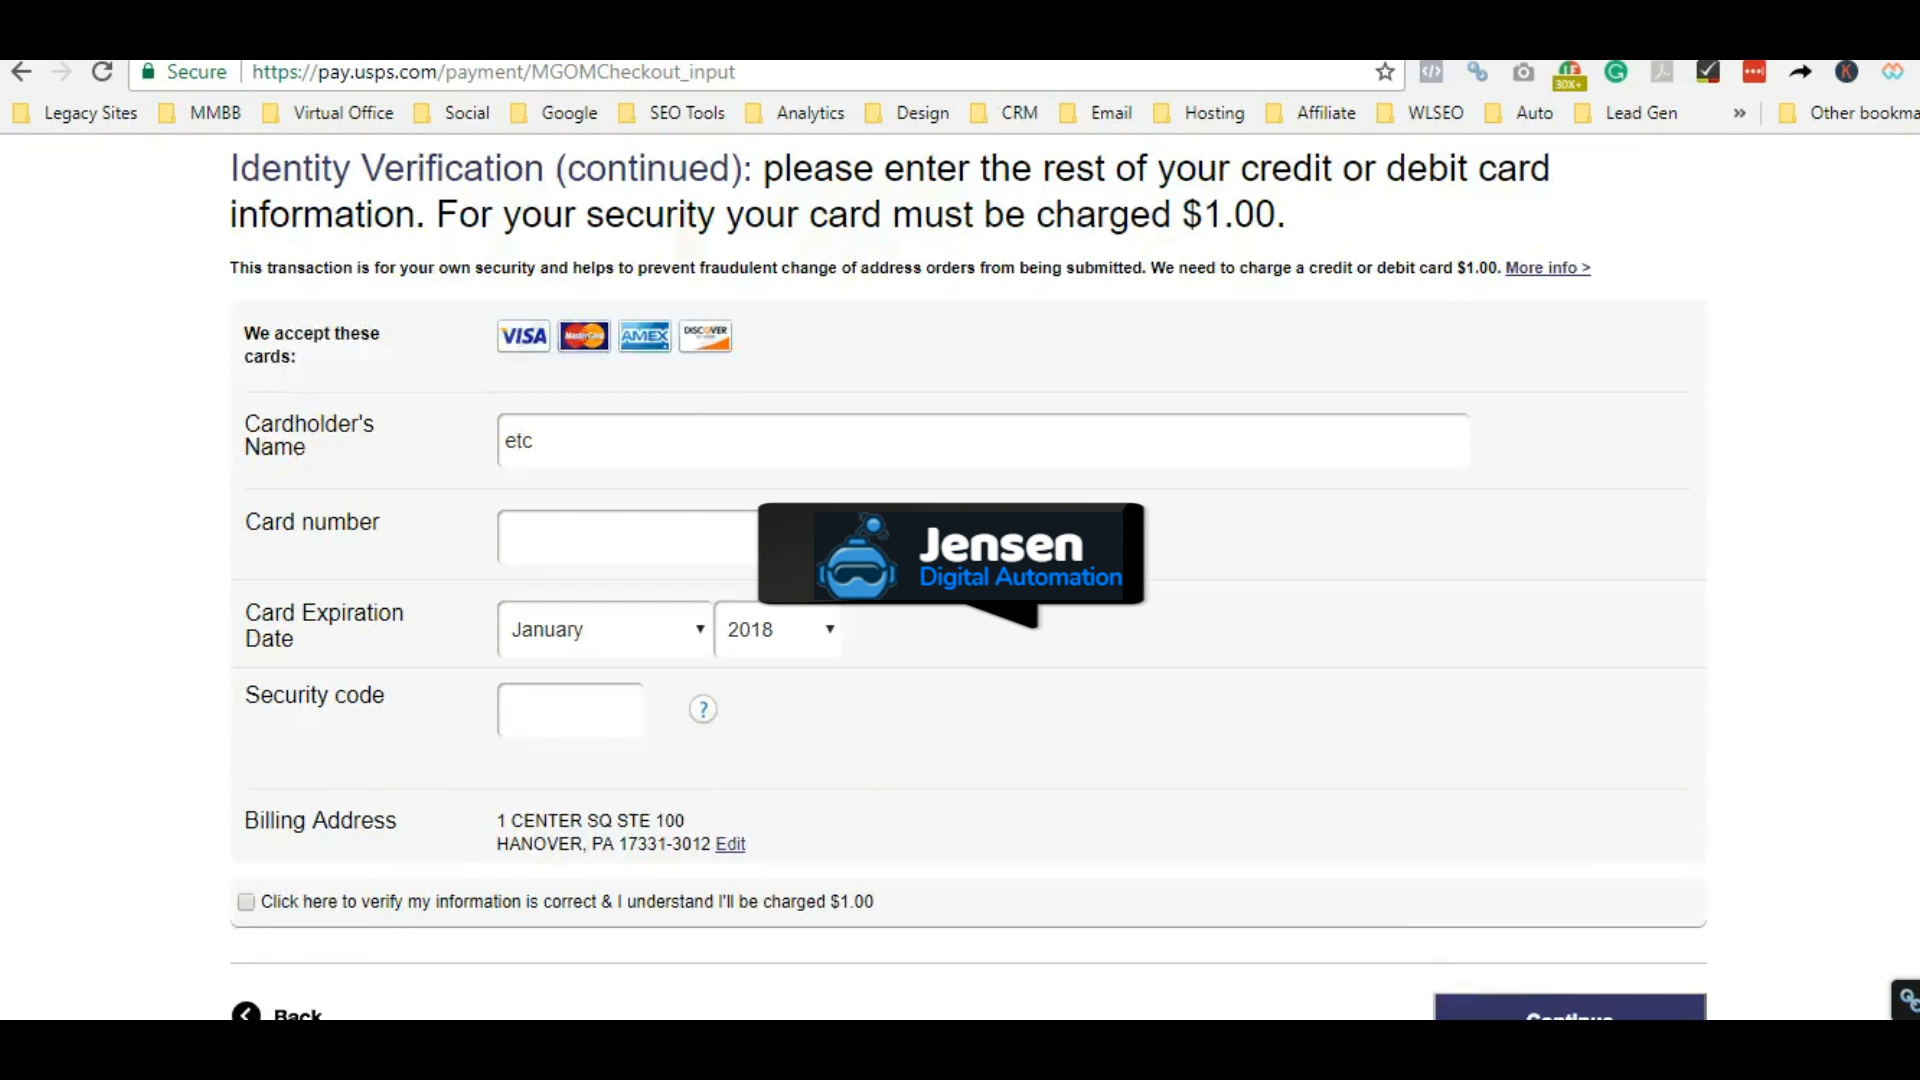 Secure https://pay.usps.com/payment/MGOMCheckout_input
30X+
K
Legacy Sites MMBB Virtual Office Social Google SEO Tools Analytics Design CRM Email Hosting Affiliate WLSEO Auto Lead Gen » Other bookma
Identity Verification (continued): please enter the rest of your credit or debit card
information. For your security your card must be charged $1.00.
This transaction is for your own security and helps to prevent fraudulent change of address orders from being submitted. We need to charge a credit or debit card $1.00. More info >
We accept these
cards:
VISA MasterCard AMEX DISCOVER
Cardholder's
Name
etc
Card number
Jensen
Digital Automation
Card Expiration
Date
January 2018
Security code
?
Billing Address
1 CENTER SQ STE 100
HANOVER, PA 17331-3012 Edit
Click here to verify my information is correct & I understand I'll be charged $1.00
Back
Continue